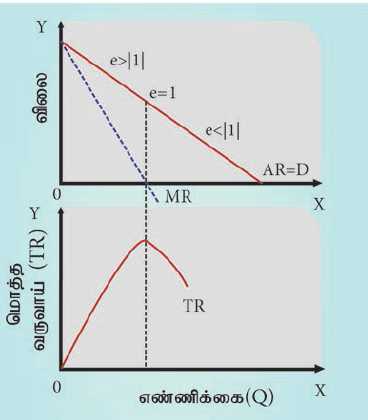 Y
விலை
e>|1|
e=1
e<|1|
AR=D
0
MR
X
Y
மொத்த
வருவாய் (TR)
TR
0
X
எண்ணிக்கை(Q)